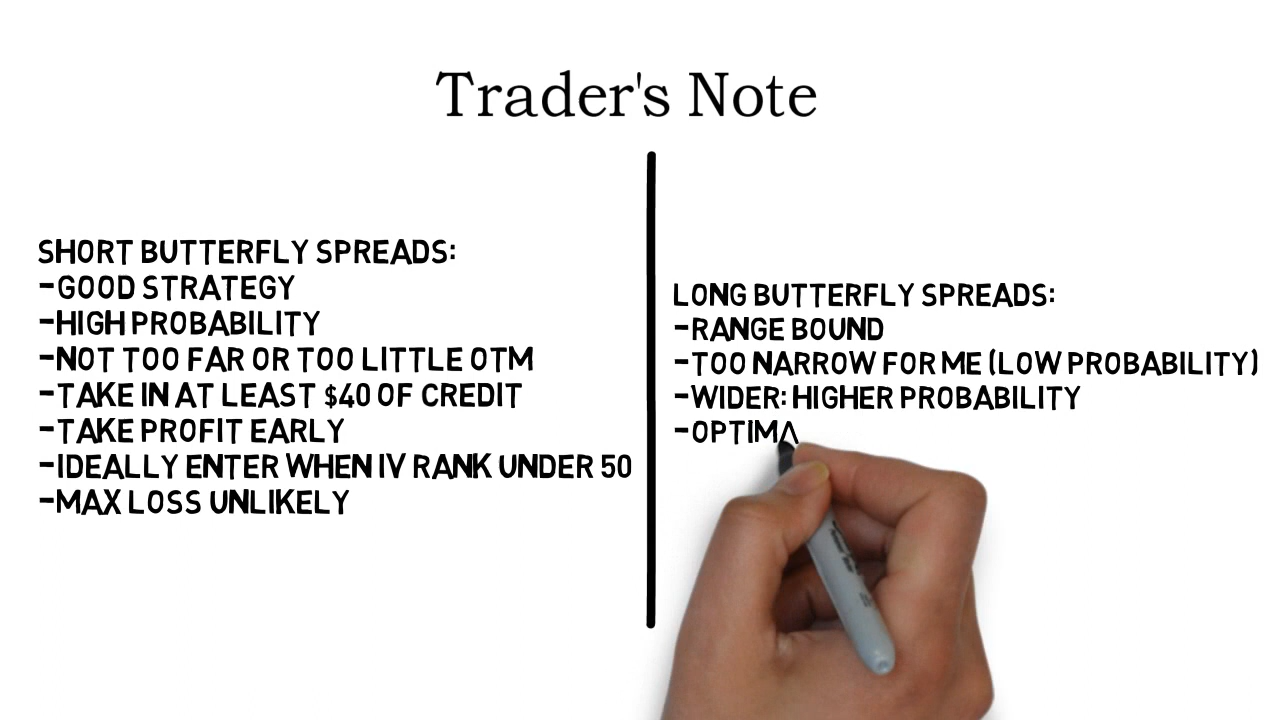 Trader's Note
SHORT BUTTERFLY SPREADS:
-GOOD STRATEGY
-HIGH PROBABILITY
-NOT TOO FAR OR TOO LITTLE OTM
-TAKE IN AT LEAST $40 OF CREDIT
-TAKE PROFIT EARLY
-IDEALLY ENTER WHEN IV RANK UNDER 50
-MAX LOSS UNLIKELY
LONG BUTTERFLY SPREADS:
-RANGE BOUND
-TOO NARROW FOR ME (LOW PROBABILITY)
-WIDER: HIGHER PROBABILITY